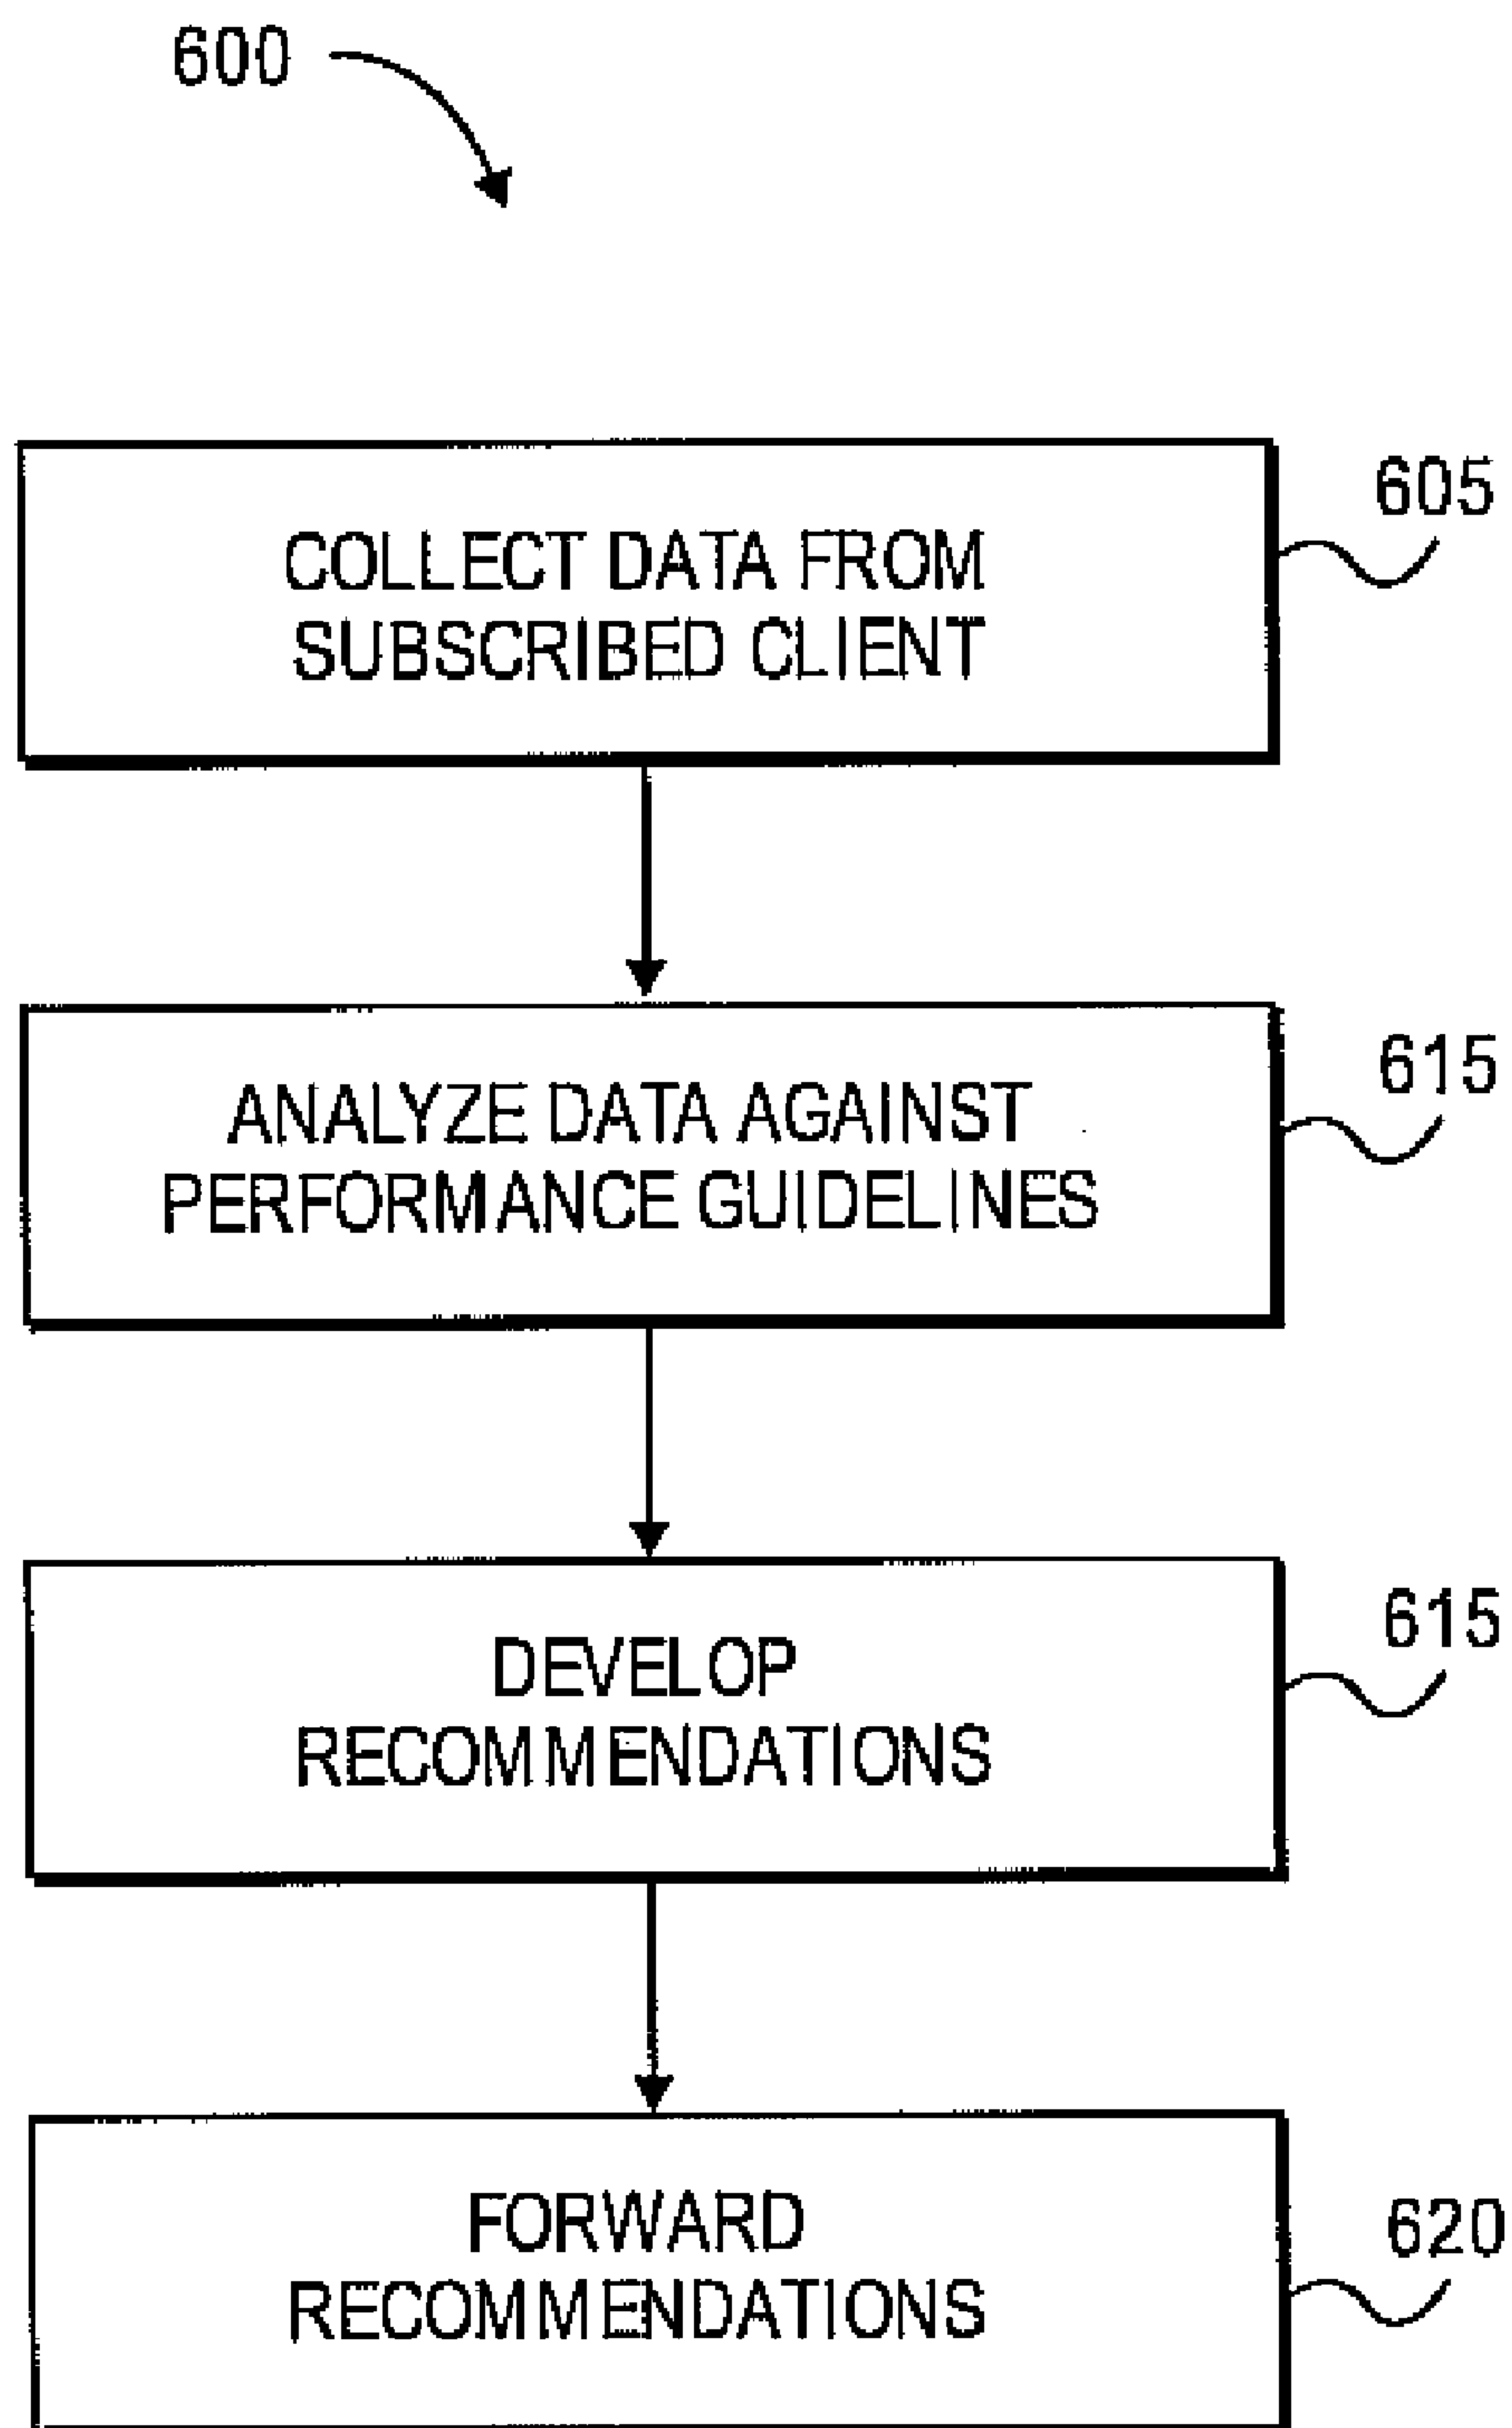 600
605
COLLECT DATA FROM
SUBSCRIBED CLIENT
615
ANALYZE DATA AGAINST
PERFORMANCE GUIDELINES
615
DEVELOP
RECOMMENDATIONS
620
FORWARD
RECOMMENDATIONS